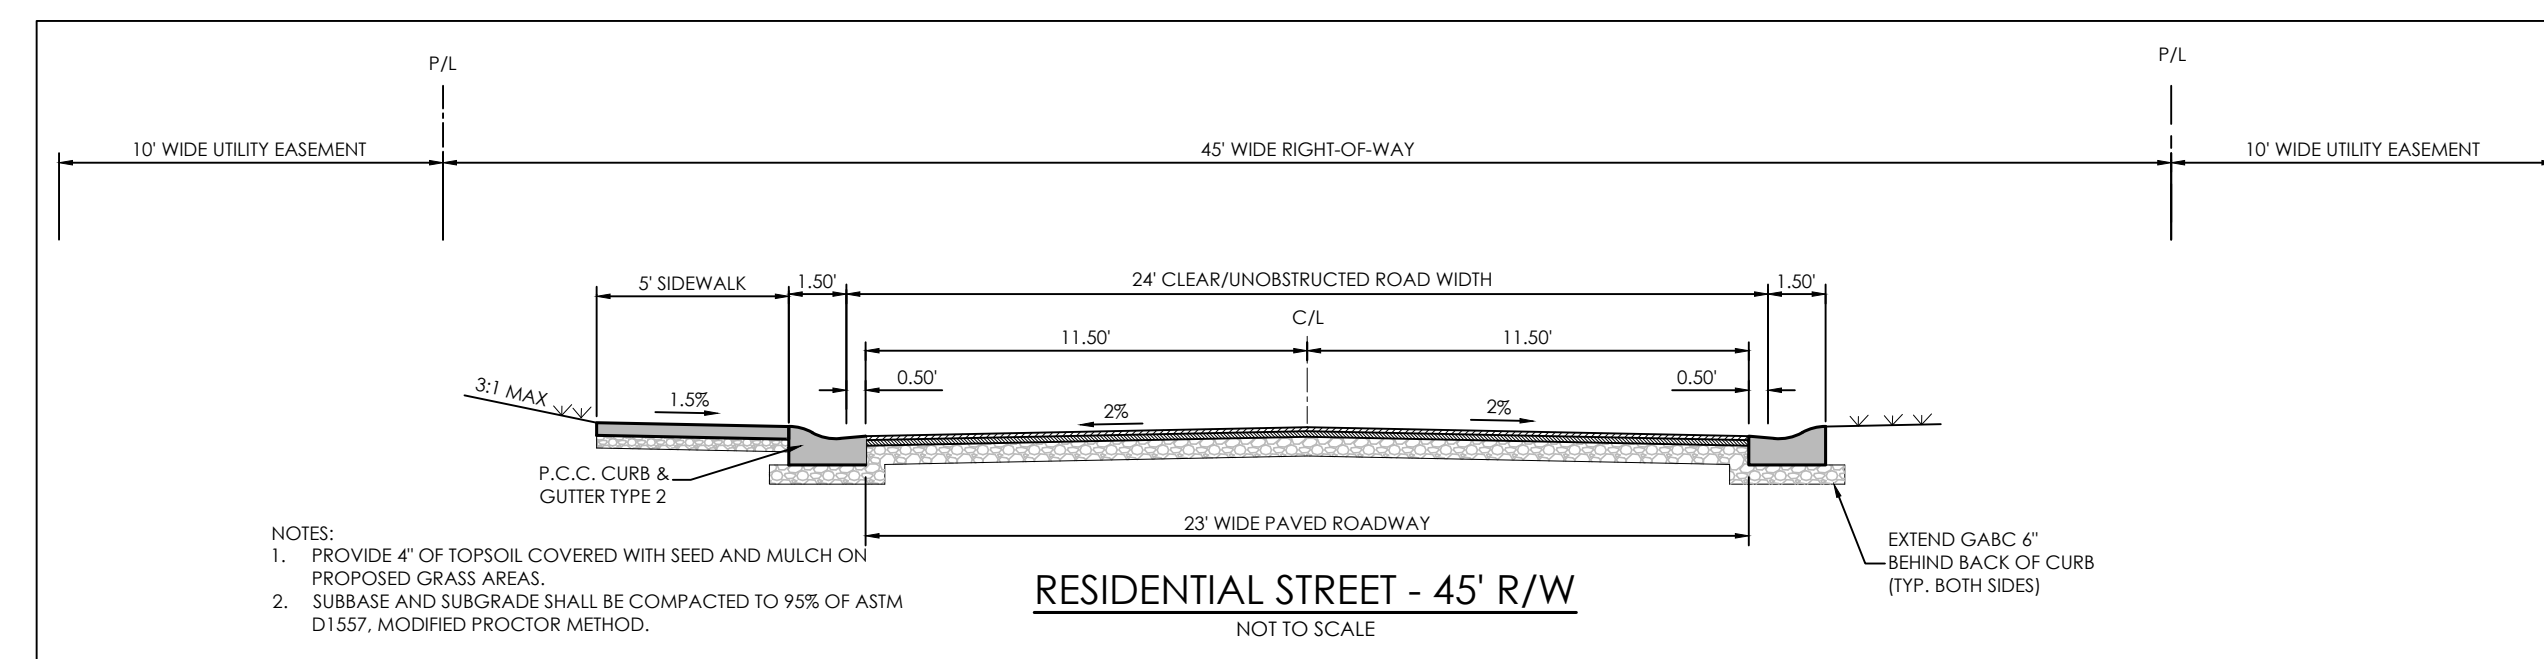 P/L
P/L
10' WIDE UTILITY EASEMENT
45' WIDE RIGHT-OF-WAY
10' WIDE UTILITY EASEMENT
5' SIDEWALK
1.50'
24' CLEAR/UNOBSTRUCTED ROAD WIDTH
1.50'
C/L
11.50'
11.50'
0.50'
0.50'
3:1 MAX
1.5%
2%
2%
P.C.C. CURB &
GUTTER TYPE 2
23' WIDE PAVED ROADWAY
EXTEND GABC 6"
BEHIND BACK OF CURB
(TYP. BOTH SIDES)
NOTES:
1. PROVIDE 4" OF TOPSOIL COVERED WITH SEED AND MULCH ON
PROPOSED GRASS AREAS.
2. SUBBASE AND SUBGRADE SHALL BE COMPACTED TO 95% OF ASTM
D1557, MODIFIED PROCTOR METHOD.
RESIDENTIAL STREET - 45' R/W
NOT TO SCALE